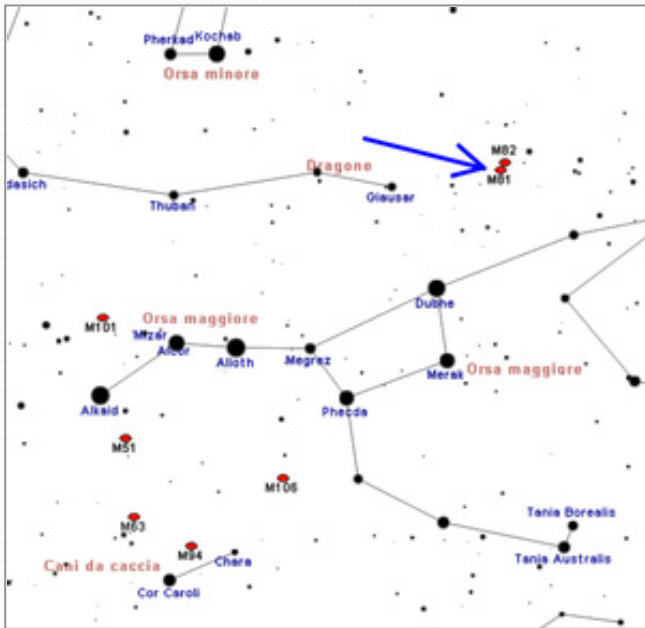 Pherkad
Kochab
Orsa minore
M82
M81
Dragone
dasich
Thuban
Giausar
M101
Orsa maggiore
Mizar
Alcor
Alioth
Megrez
Dubhe
Merak
Orsa maggiore
Alkaid
Phecda
M51
M106
M63
M94
Chara
Cani da caccia
Cor Caroli
Tania Borealis
Tania Australis